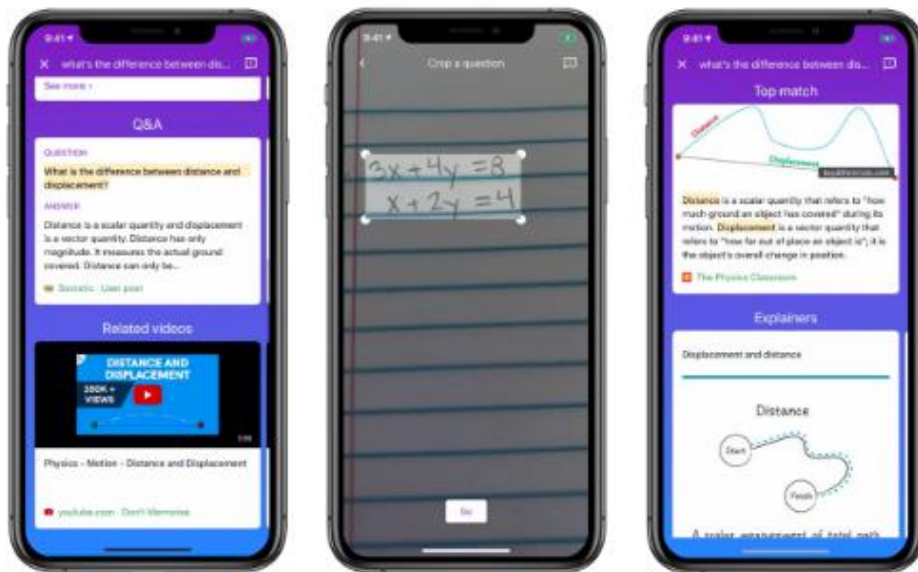 9:41
what's the difference between dis...
See more ›
Q&A
QUESTION
What is the difference between distance and
displacement?
ANSWER
Distance is a scalar quantity and displacement
is a vector quantity. Distance has only
magnitude. It measures the actual ground
covered. Distance can only be...
Socratic · User post
Related videos
DISTANCE AND
DISPLACEMENT
VIEWS
Physics - Motion - Distance and Displacement
youtube.com · Don't Memorise
9:41
Crop a question
3x + 4y = 8
x + 2y = 4
Go
9:41
what's the difference between dis...
Top match
Distance
Displacement
Distance is a scalar quantity that refers to "how
much ground an object has covered" during its
motion. Displacement is a vector quantity that
refers to "how far out of place an object is"; it is
the object's overall change in position.
The Physics Classroom
Explainers
Displacement and distance
Distance
Start
Finish
A scalar measurement of total path